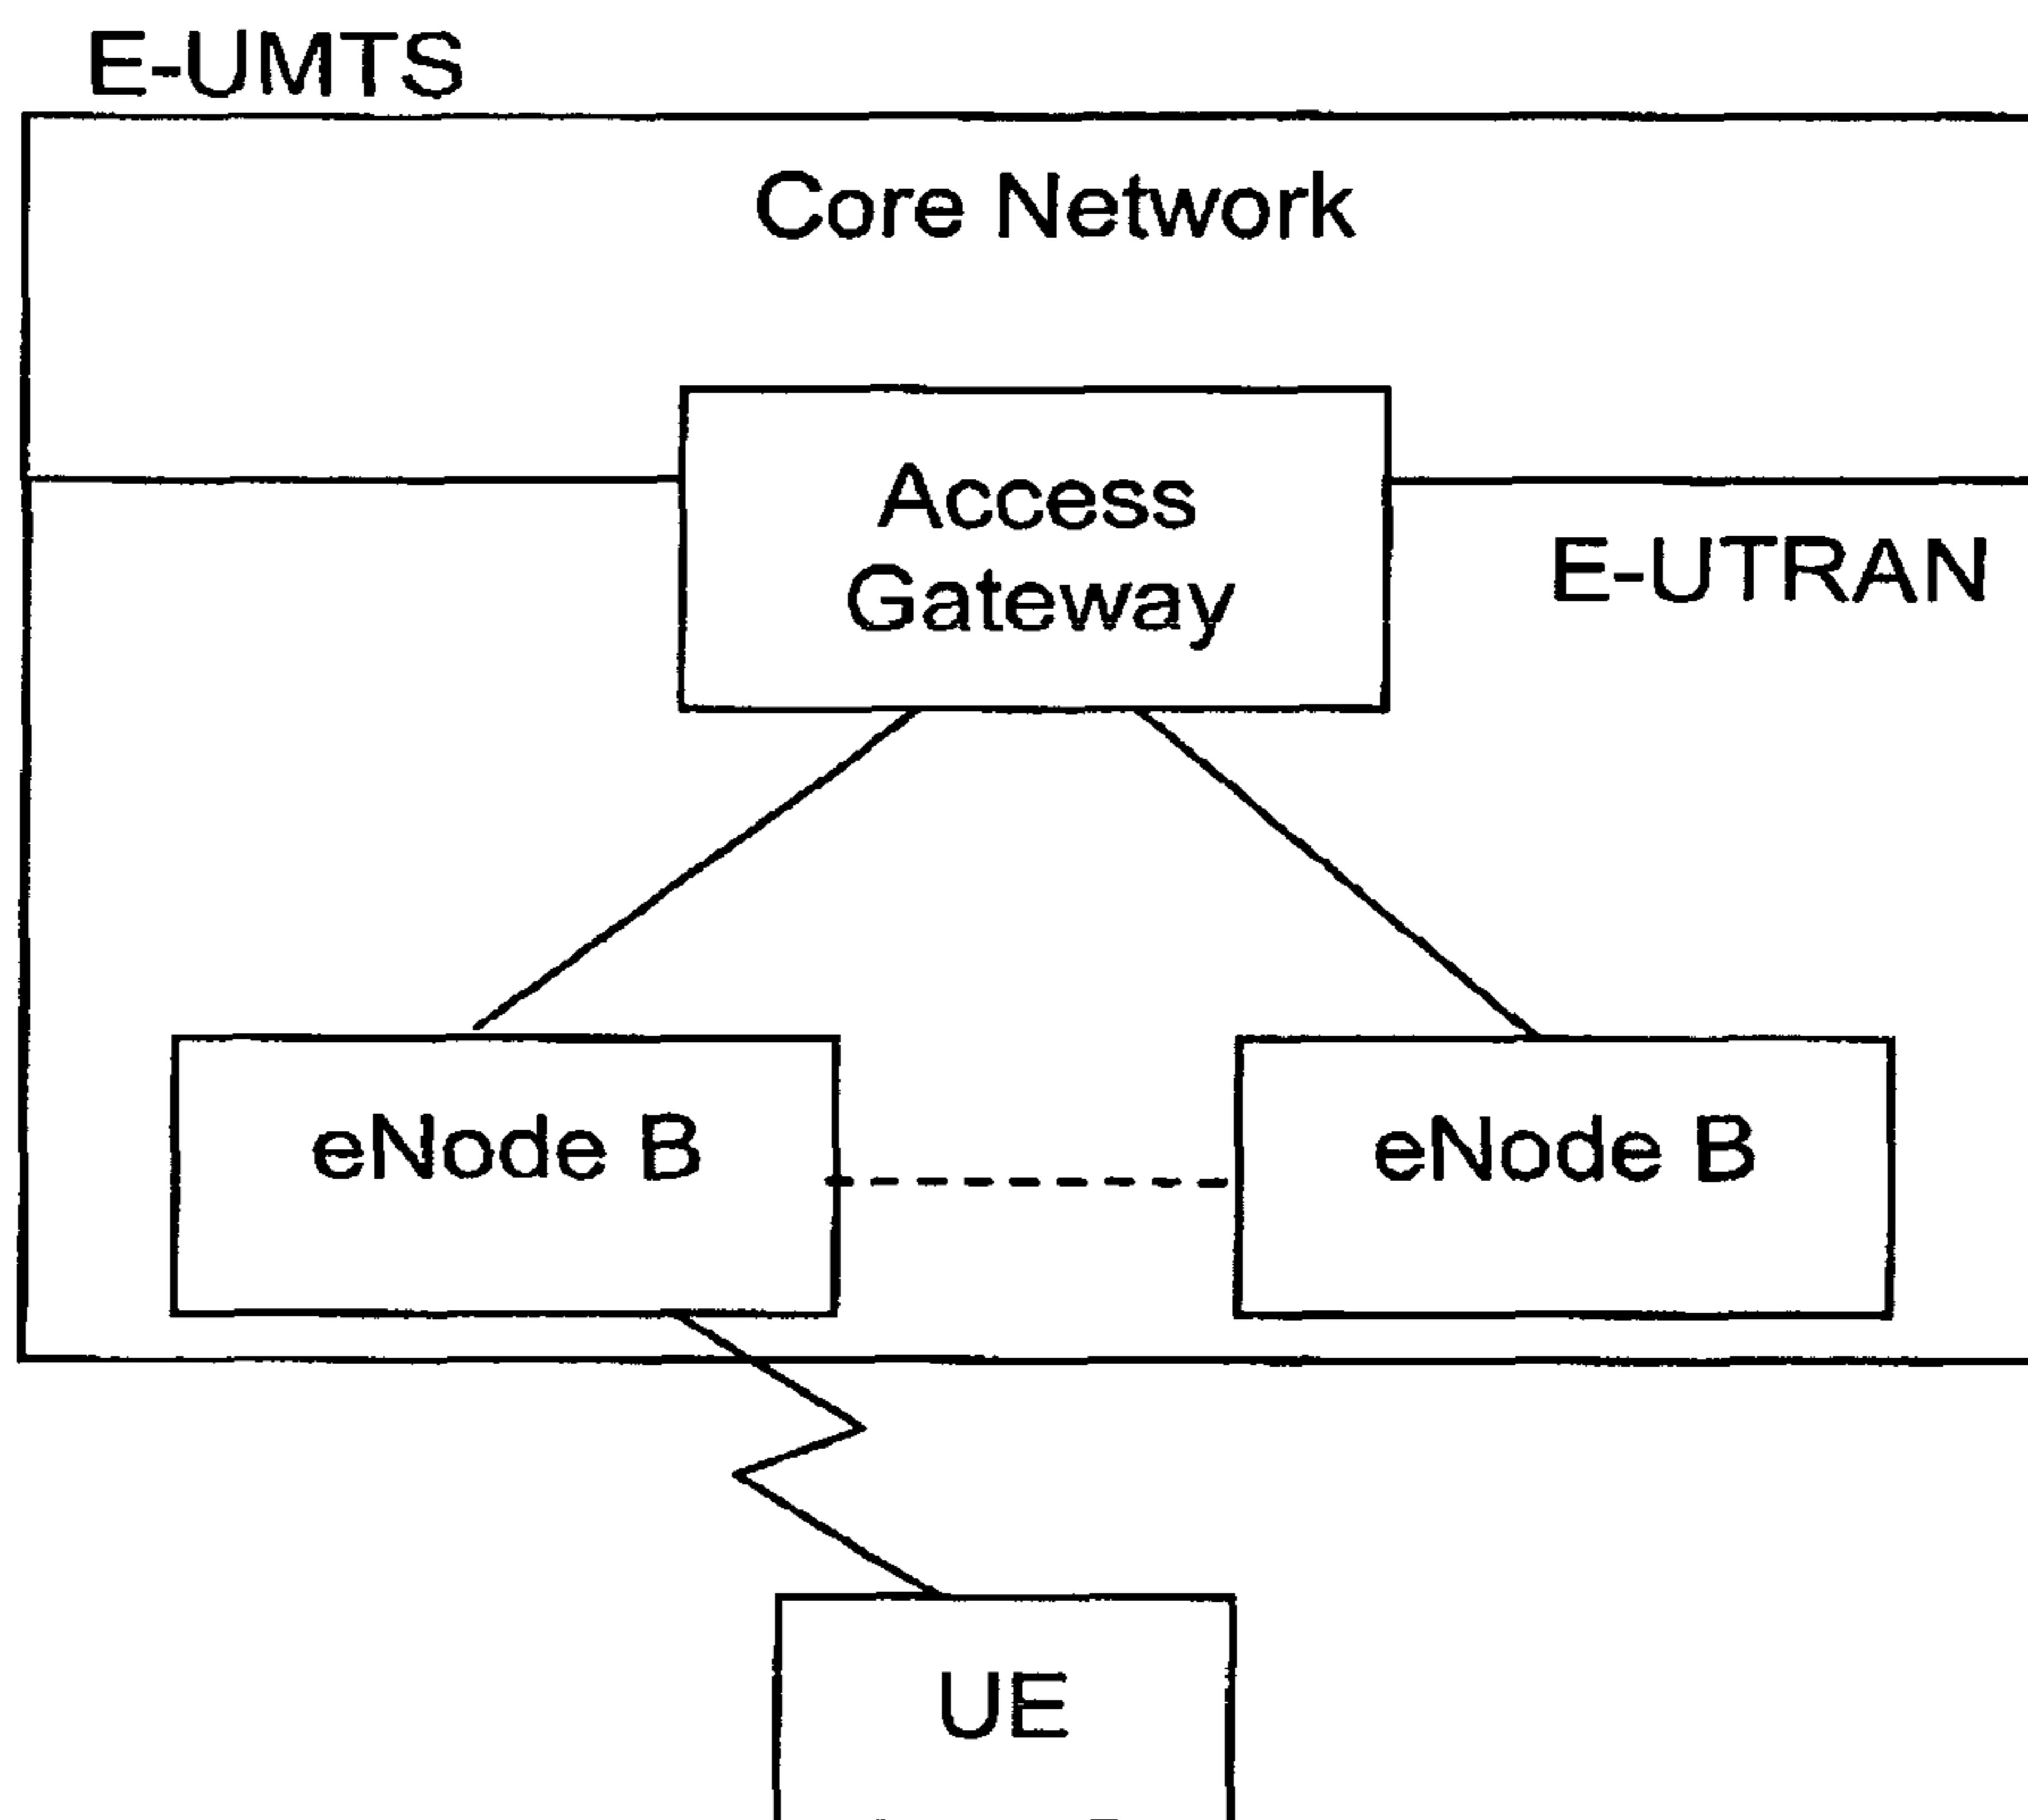 E-UMTS
Core Network
Access
Gateway
E-UTRAN
eNode B
eNode B
UE